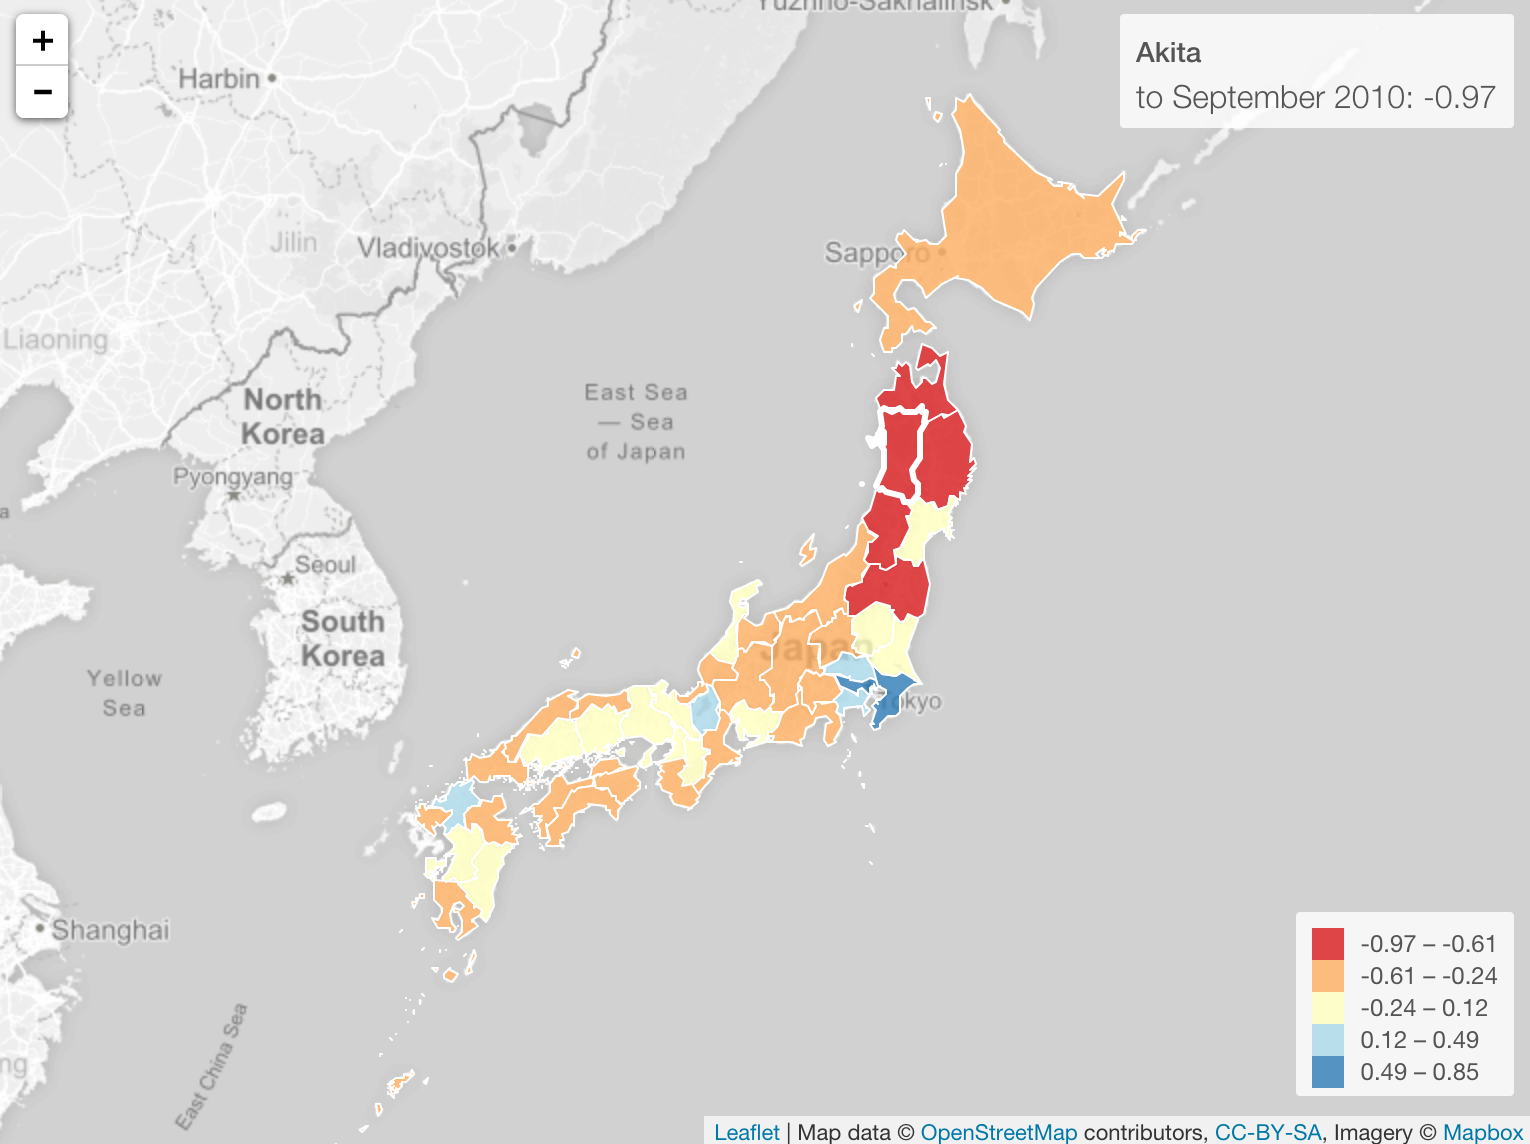 +
−
Yuzhno-Sakhalinsk
Akita
to September 2010: -0.97
Harbin
Jilin
Vladivostok
Sapporo
Liaoning
North
Korea
East Sea
— Sea
of Japan
Pyongyang
a
Seoul
South
Korea
Japan
Yellow
Sea
Tokyo
Shanghai
-0.97 – -0.61
-0.61 – -0.24
-0.24 – 0.12
0.12 – 0.49
0.49 – 0.85
ng
East China Sea
Leaflet | Map data © OpenStreetMap contributors, CC-BY-SA, Imagery © Mapbox